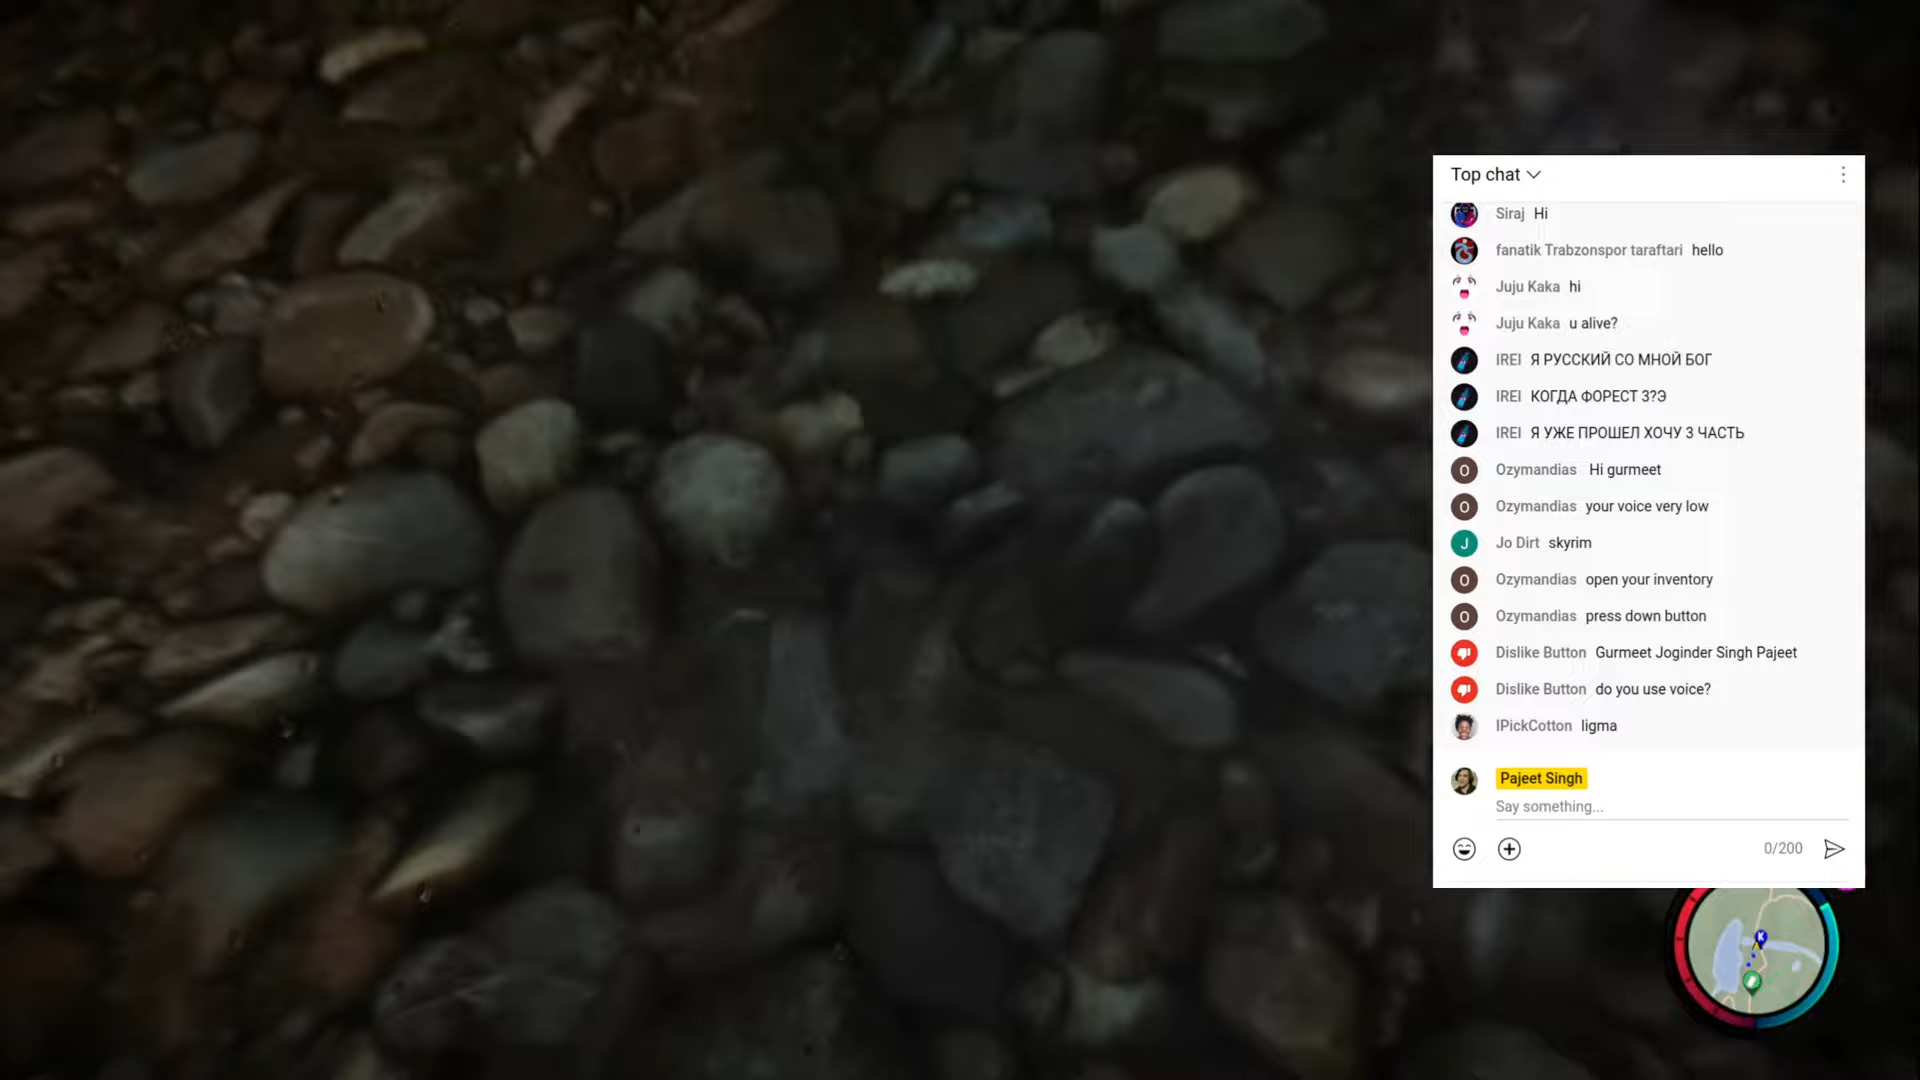 Top chat
Siraj Hi
fanatik Trabzonspor taraftari hello
Juju Kaka hi
Juju Kaka u alive?
IREI Я РУССКИЙ СО МНОЙ БОГ
IREI КОГДА ФОРЕСТ 3?Э
IREI Я УЖЕ ПРОШЕЛ ХОЧУ 3 ЧАСТЬ
O Ozymandias Hi gurmeet
O Ozymandias your voice very low
J Jo Dirt skyrim
O Ozymandias open your inventory
O Ozymandias press down button
Dislike Button Gurmeet Joginder Singh Pajeet
Dislike Button do you use voice?
IPickCotton ligma
Pajeet Singh
Say something...
0/200
K